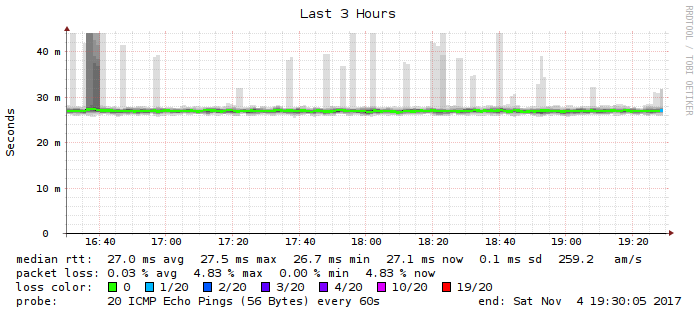 Last 3 Hours
RRDTOOL / TOBI OETIKER
Seconds
40 m
30 m
20 m
10 m
0
16:40 17:00 17:20 17:40 18:00 18:20 18:40 19:00 19:20
median rtt: 27.0 ms avg 27.5 ms max 26.7 ms min 27.1 ms now 0.1 ms sd 259.2 am/s
packet loss: 0.03 % avg 4.83 % max 0.00 % min 4.83 % now
loss color: 0 1/20 2/20 3/20 4/20 10/20 19/20
probe: 20 ICMP Echo Pings (56 Bytes) every 60s end: Sat Nov 4 19:30:05 2017